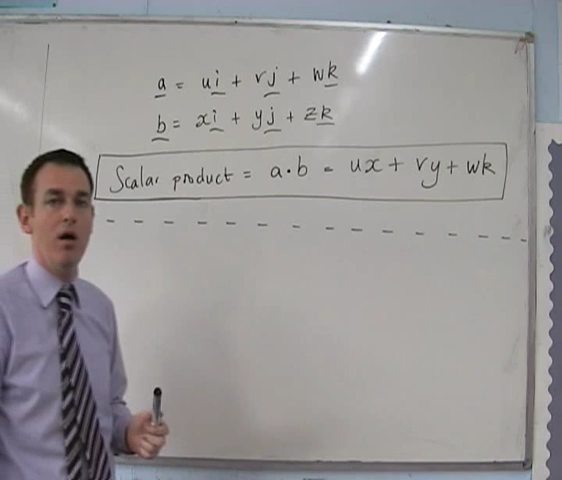 a = ui + vj + wk
b = xi + yj + zk
Scalar product = a.b = ux + vy + wk